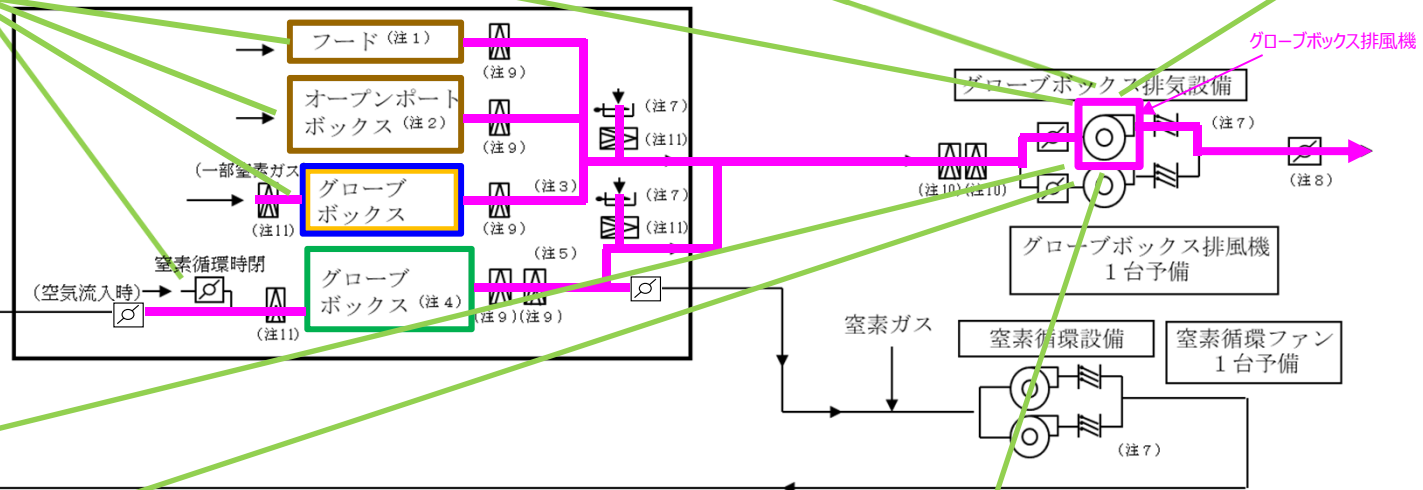 グローブボックス排風機
フード（注１）
（注９）
グローブボックス排気設備
オープンポート
ボックス（注２）
（注９）
（注７）
（注11）
（注７）
（注８）
（注10）（注10）
（一部窒素ガス
グローブ
ボックス
（注３）
（注11）
（注９）
（注７）
（注11）
（注５）
グローブボックス排風機
１台予備
窒素循環時閉
（空気流入時）
グローブ
ボックス（注４）
（注11）
（注９）（注９）
窒素ガス
窒素循環設備
窒素循環ファン
１台予備
（注７）